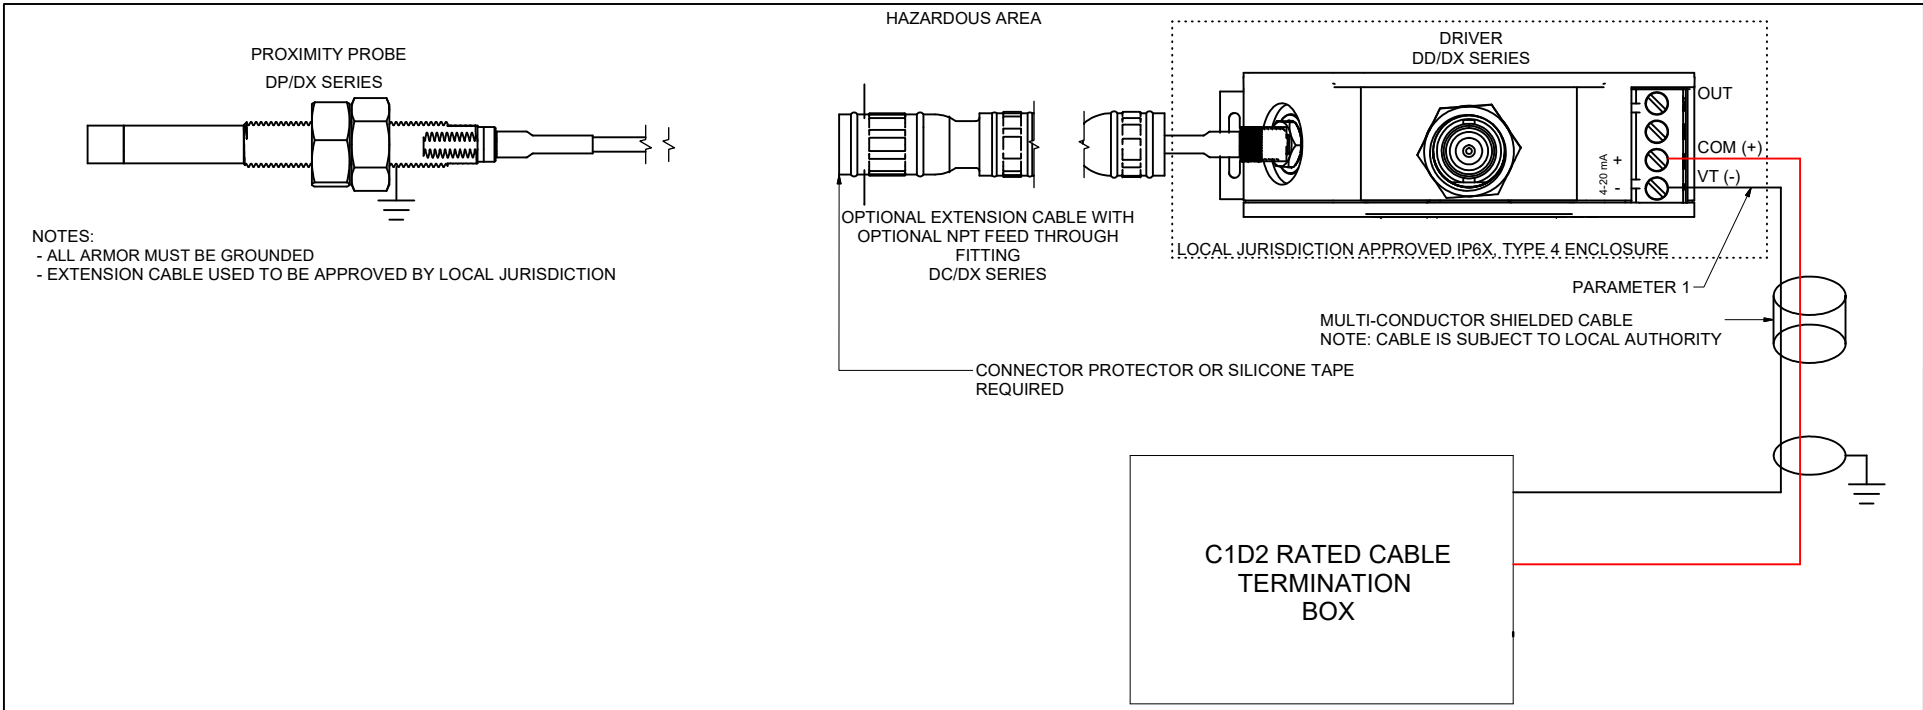 HAZARDOUS AREA
PROXIMITY PROBE
DP/DX SERIES
DRIVER
DD/DX SERIES
OUT
COM (+)
VT (-)
4-20 mA
+
-
NOTES:
- ALL ARMOR MUST BE GROUNDED
- EXTENSION CABLE USED TO BE APPROVED BY LOCAL JURISDICTION
OPTIONAL EXTENSION CABLE WITH
OPTIONAL NPT FEED THROUGH
FITTING
DC/DX SERIES
LOCAL JURISDICTION APPROVED IP6X, TYPE 4 ENCLOSURE
PARAMETER 1
MULTI-CONDUCTOR SHIELDED CABLE
NOTE: CABLE IS SUBJECT TO LOCAL AUTHORITY
CONNECTOR PROTECTOR OR SILICONE TAPE
REQUIRED
C1D2 RATED CABLE
TERMINATION
BOX